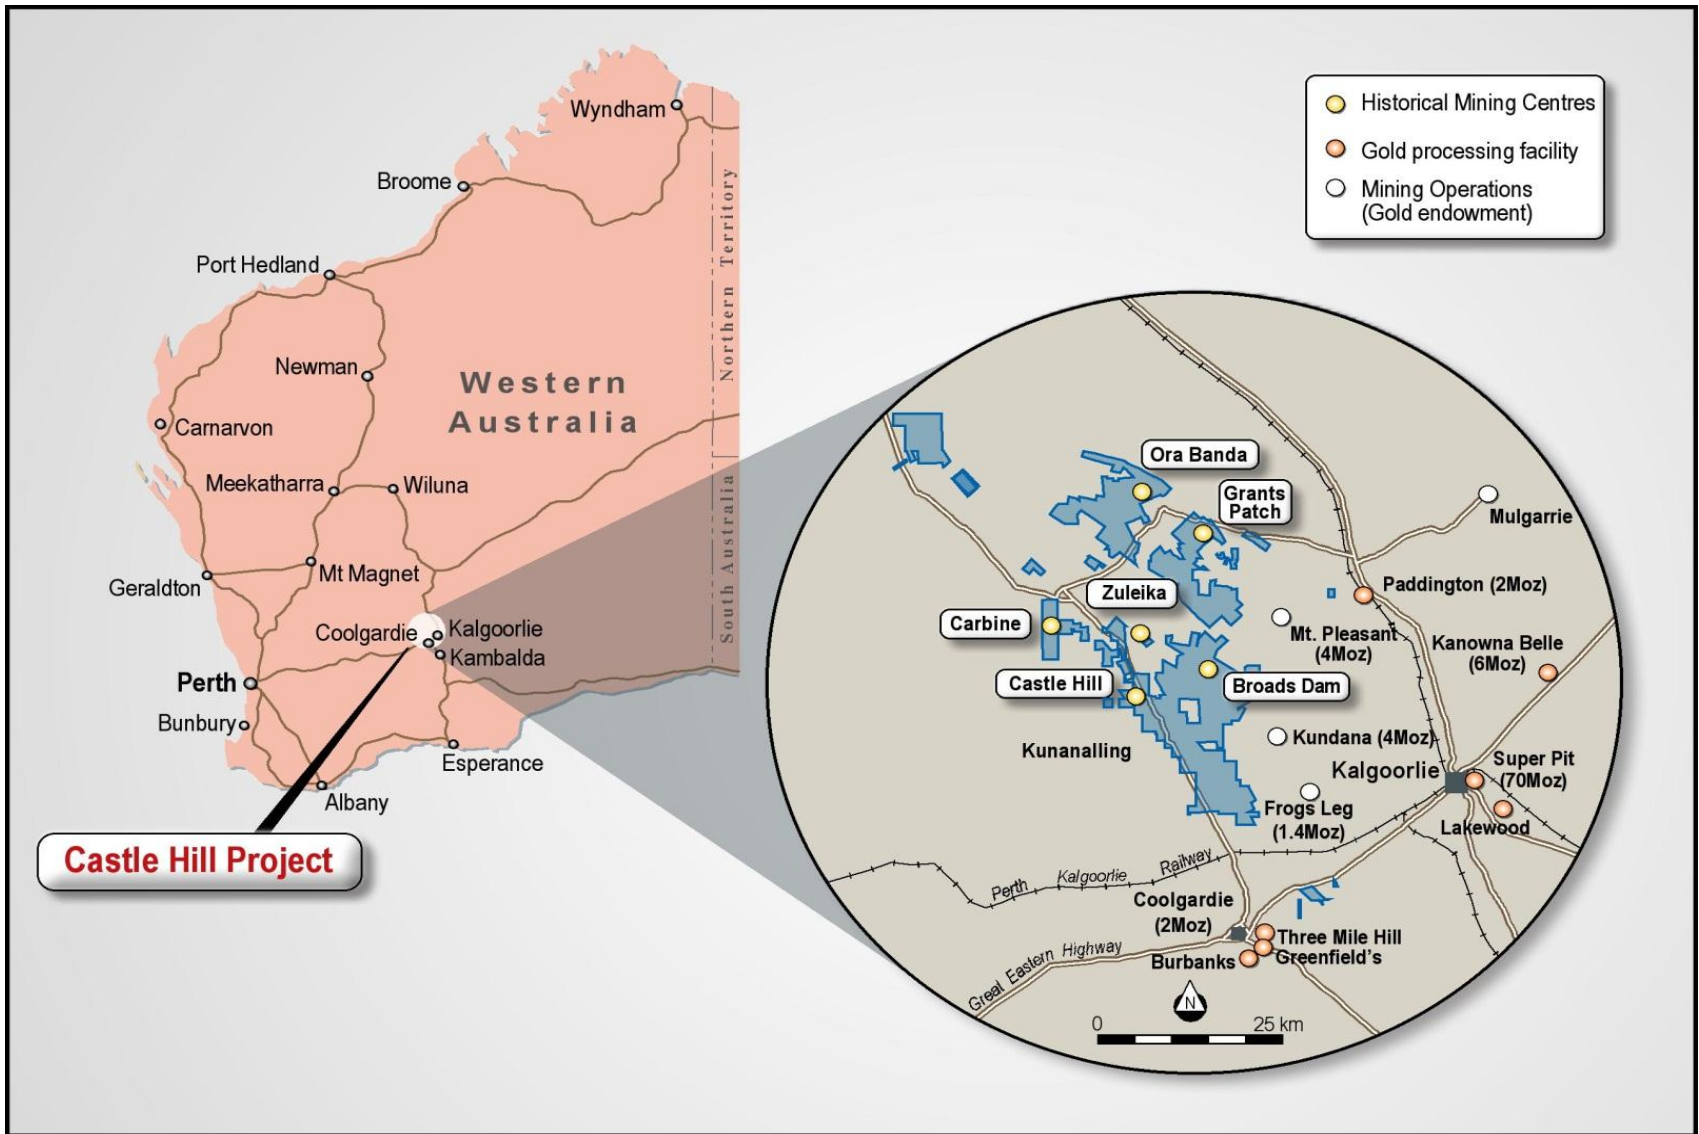 Wyndham
Broome
Port Hedland
Newman
Western
Australia
Northern Territory
South Australia
Carnarvon
Meekatharra
Wiluna
Geraldton
Mt Magnet
Coolgardie
Kalgoorlie
Kambalda
Perth
Bunbury
Esperance
Albany
Castle Hill Project
Historical Mining Centres
Gold processing facility
Mining Operations
(Gold endowment)
Ora Banda
Grants
Patch
Mulgarrie
Paddington (2Moz)
Zuleika
Carbine
Mt. Pleasant
(4Moz)
Kanowna Belle
(6Moz)
Castle Hill
Broads Dam
Kunanalling
Kundana (4Moz)
Kalgoorlie
Super Pit
(70Moz)
Frogs Leg
(1.4Moz)
Lakewood
Perth Kalgoorlie Railway
Coolgardie
(2Moz)
Three Mile Hill
Greenfield's
Burbanks
Great Eastern Highway
N
0 25 km